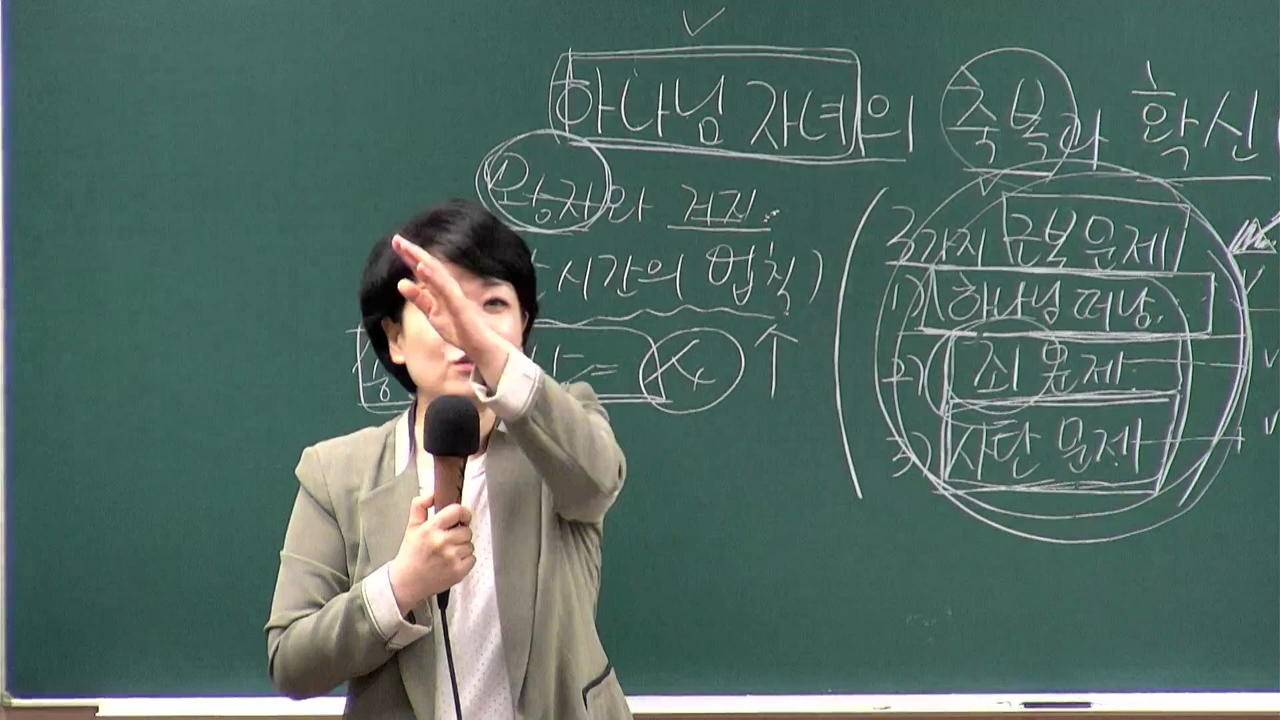 하나님 자녀의 축복과 확신
왕자와 거지
시간의 법칙)
3가지 근본문제
1) 하나님 떠남.
2) 죄 문제
3) 사탄 문제